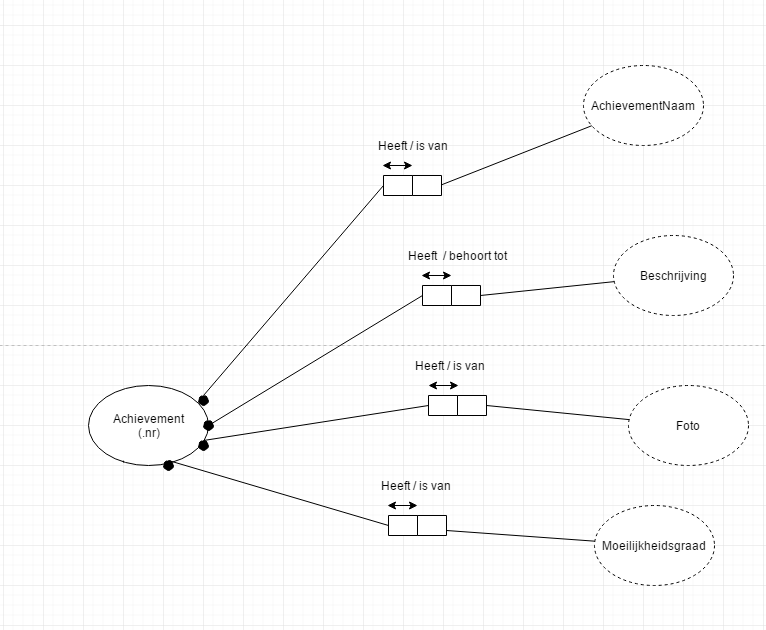 AchievementNaam
Heeft / is van
Heeft / behoort tot
Beschrijving
Heeft / is van
Achievement
(.nr)
Foto
Heeft / is van
Moeilijkheidsgraad